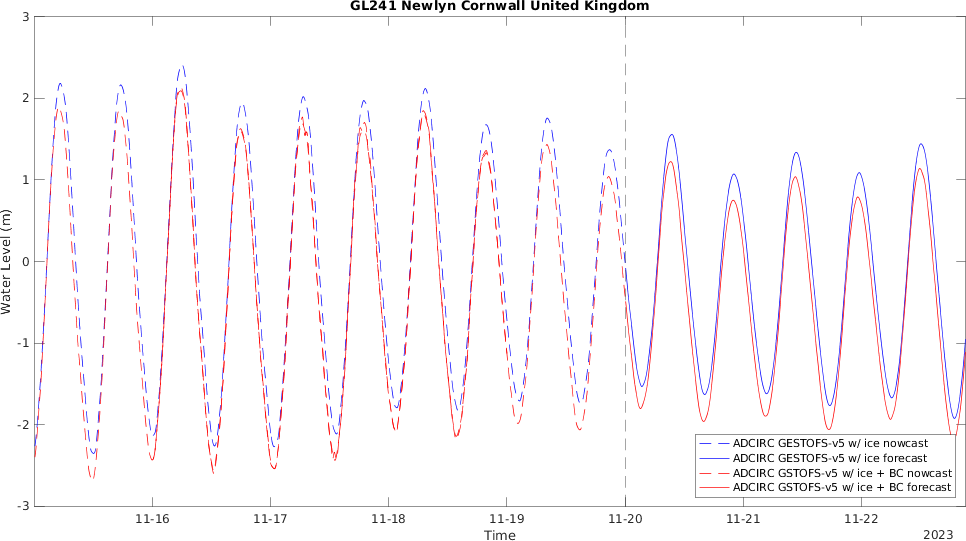 GL241 Newlyn Cornwall United Kingdom
3
2
1
0
-1
-2
-3
Water Level (m)
11-16
11-17
11-18
11-19
11-20
11-21
11-22
Time
2023
ADCIRC GESTOFS-v5 w/ ice nowcast
ADCIRC GESTOFS-v5 w/ ice forecast
ADCIRC GSTOFS-v5 w/ ice + BC nowcast
ADCIRC GSTOFS-v5 w/ ice + BC forecast